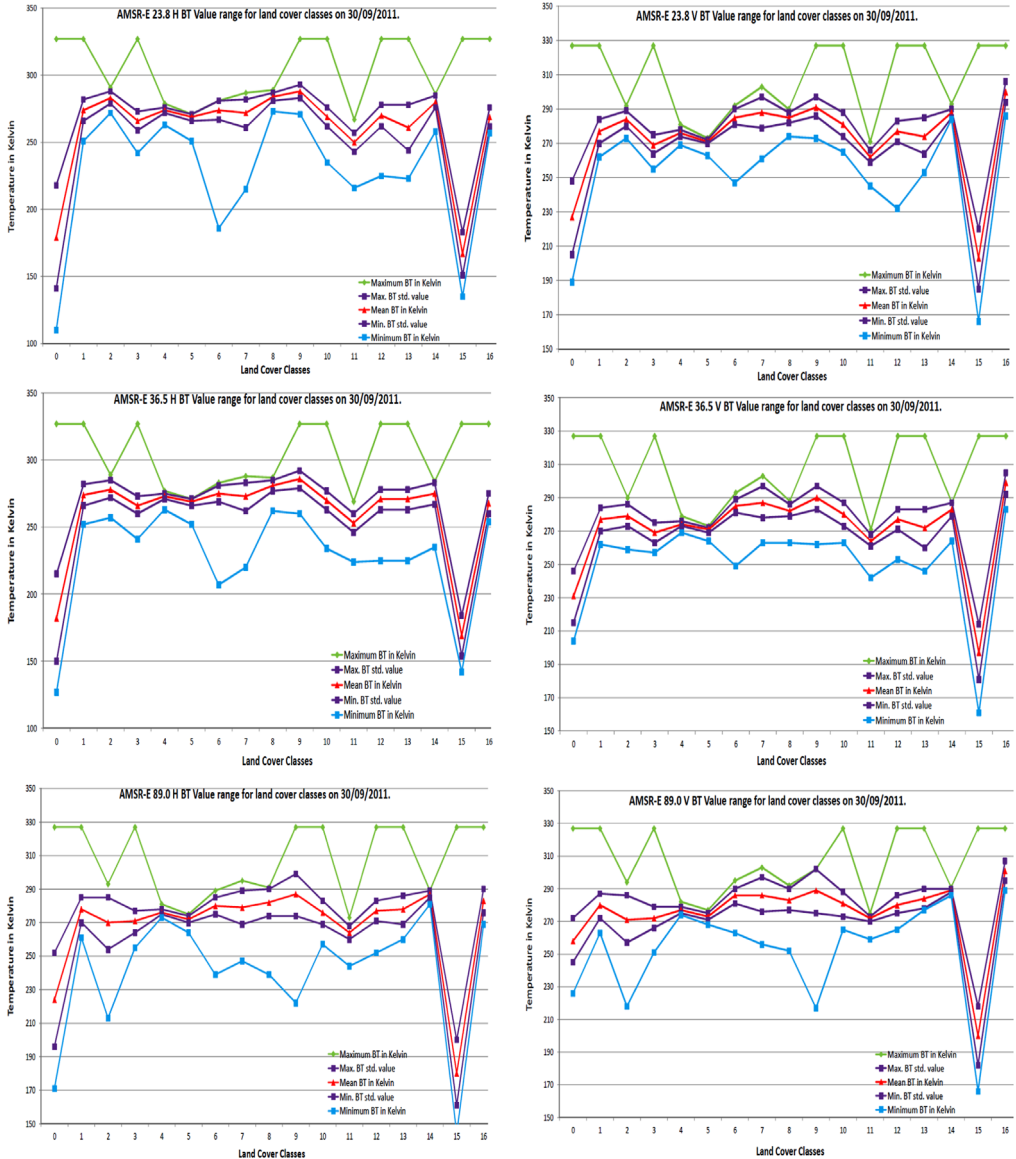 AMSR-E 23.8 H BT Value range for land cover classes on 30/09/2011.
Temperature in Kelvin
350
300
250
200
150
100
Maximum BT in Kelvin
Max. BT std. value
Mean BT in Kelvin
Min. BT std. value
Minimum BT in Kelvin
0 1 2 3 4 5 6 7 8 9 10 11 12 13 14 15 16
Land Cover Classes
AMSR-E 23.8 V BT Value range for land cover classes on 30/09/2011.
Temperature in Kelvin
350
330
310
290
270
250
230
210
190
170
150
Maximum BT in Kelvin
Max. BT std. value
Mean BT in Kelvin
Min. BT std. value
Minimum BT in Kelvin
0 1 2 3 4 5 6 7 8 9 10 11 12 13 14 15 16
Land Cover Classes
AMSR-E 36.5 H BT Value range for land cover classes on 30/09/2011.
Temperature in Kelvin
350
300
250
200
150
100
Maximum BT in Kelvin
Max. BT std. value
Mean BT in Kelvin
Min. BT std. value
Minimum BT in Kelvin
0 1 2 3 4 5 6 7 8 9 10 11 12 13 14 15 16
Land Cover Classes
AMSR-E 36.5 V BT Value range for land cover classes on 30/09/2011.
Temperature in Kelvin
350
330
310
290
270
250
230
210
190
170
150
Maximum BT in Kelvin
Max. BT std. value
Mean BT in Kelvin
Min. BT std. value
Minimum BT in Kelvin
0 1 2 3 4 5 6 7 8 9 10 11 12 13 14 15 16
Land Cover Classes
AMSR-E 89.0 H BT Value range for land cover classes on 30/09/2011.
Temperature in Kelvin
350
330
310
290
270
250
230
210
190
170
150
Maximum BT in Kelvin
Max. BT std. value
Mean BT in Kelvin
Min. BT std. value
Minimum BT in Kelvin
0 1 2 3 4 5 6 7 8 9 10 11 12 13 14 15 16
Land Cover Classes
AMSR-E 89.0 V BT Value range for land cover classes on 30/09/2011.
Temperature in Kelvin
350
330
310
290
270
250
230
210
190
170
150
Maximum BT in Kelvin
Max. BT std. value
Mean BT in Kelvin
Min. BT std. value
Minimum BT in Kelvin
0 1 2 3 4 5 6 7 8 9 10 11 12 13 14 15 16
Land Cover Classes